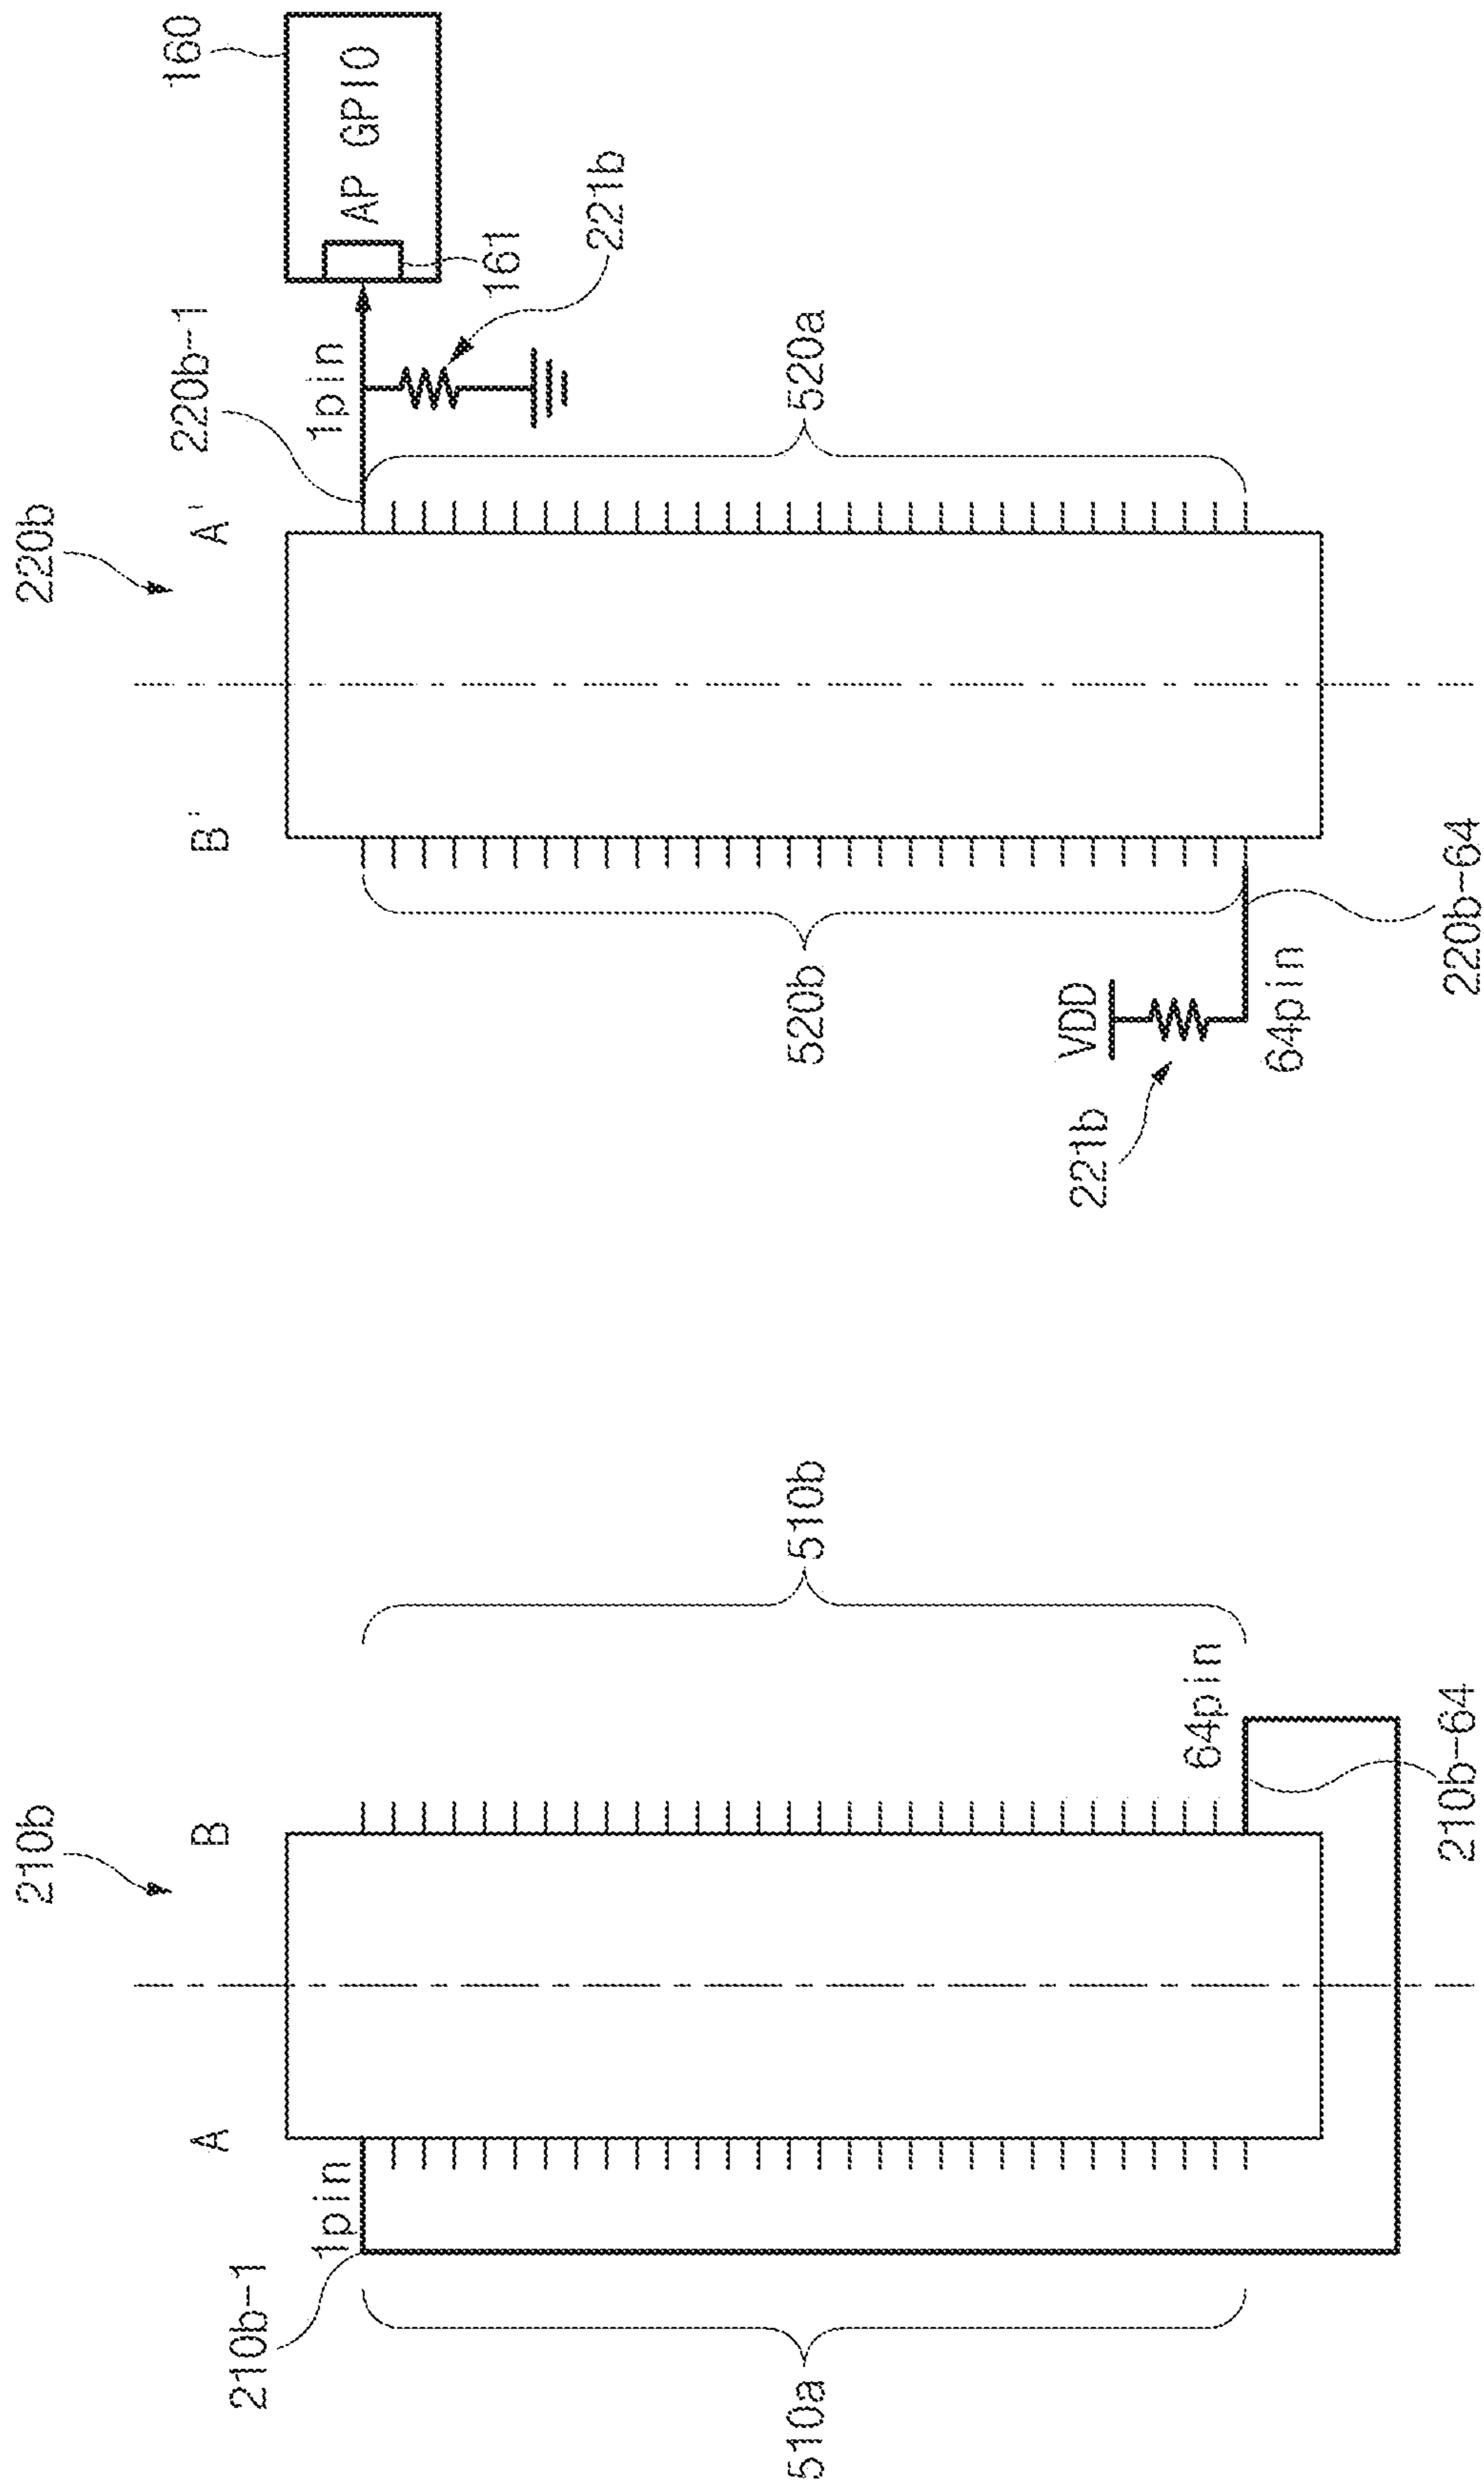 210b
A
B
210b-1
1pin
510a
510b
64pin
210b-64
220b
B'
A'
220b-1
1pin
160
AP GPIO
161
221b
520a
520b
VDD
221b
64pin
220b-64